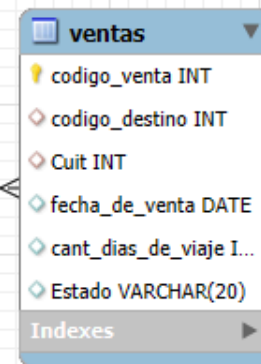 ventas
codigo_venta INT
codigo_destino INT
Cuit INT
fecha_de_venta DATE
cant_dias_de_viaje I...
Estado VARCHAR(20)
Indexes